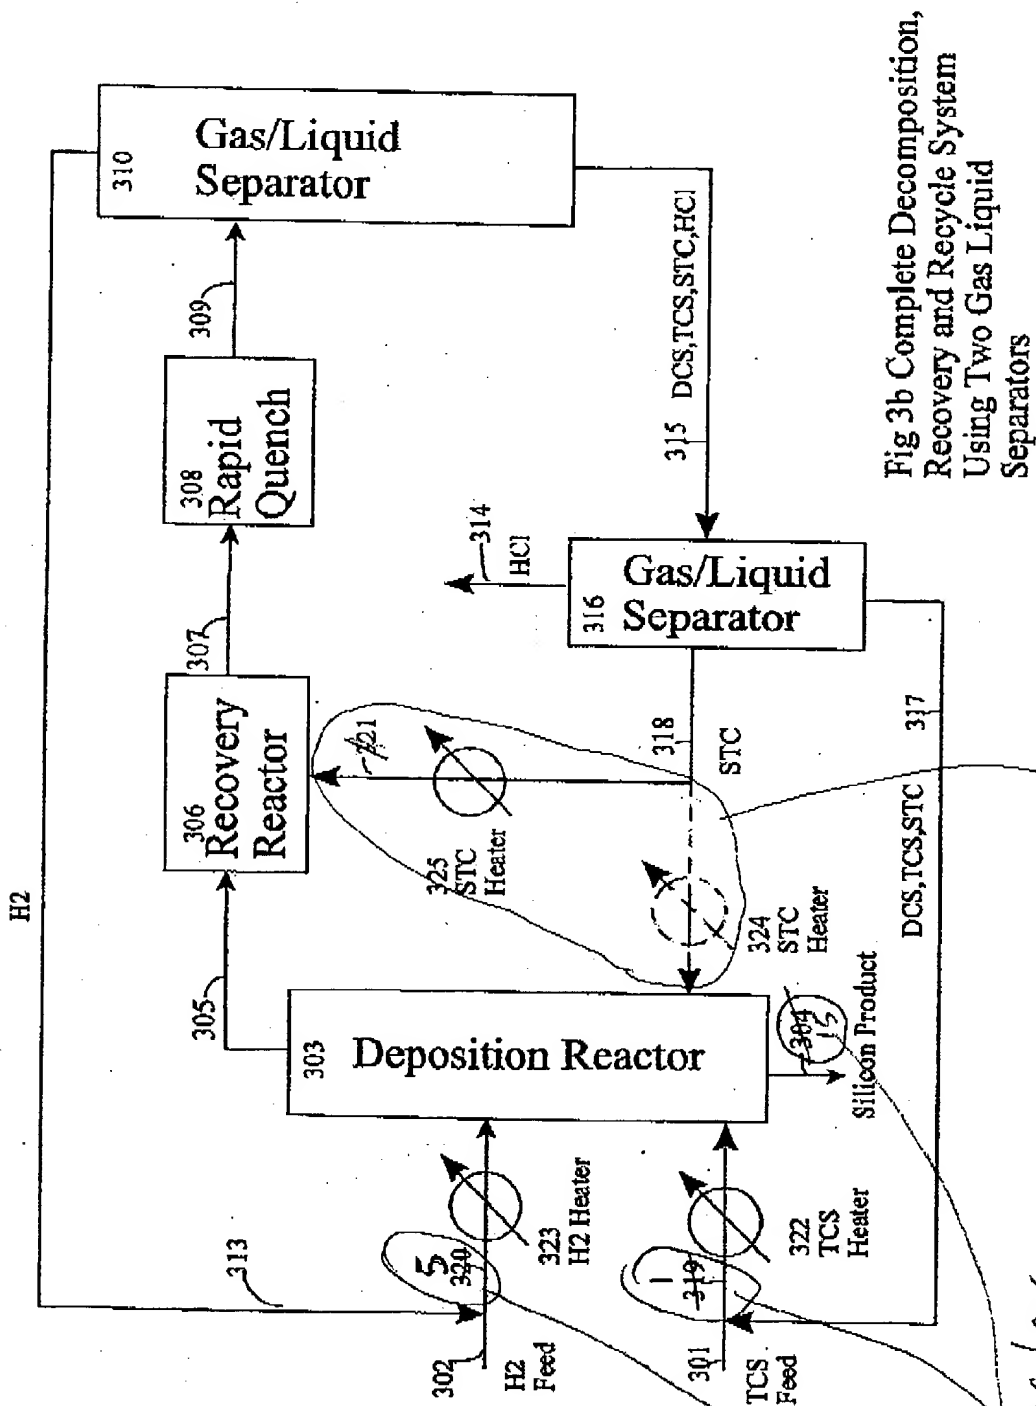 H2
310
Gas/Liquid
Separator
309
308
Rapid
Quench
307
306
Recovery
Reactor
305
303
Deposition Reactor
313
302
H2
Feed
5
320
323
H2 Heater
301
TCS
Feed
1
319
322
TCS
Heater
304
15
Silicon Product
324
STC
Heater
325
STC
Heater
318
STC
316
Gas/Liquid
Separator
314
HCl
315
DCS,TCS,STC,HCl
317
DCS,TCS,STC
Fig 3b Complete Decomposition,
Recovery and Recycle System
Using Two Gas Liquid
Separators